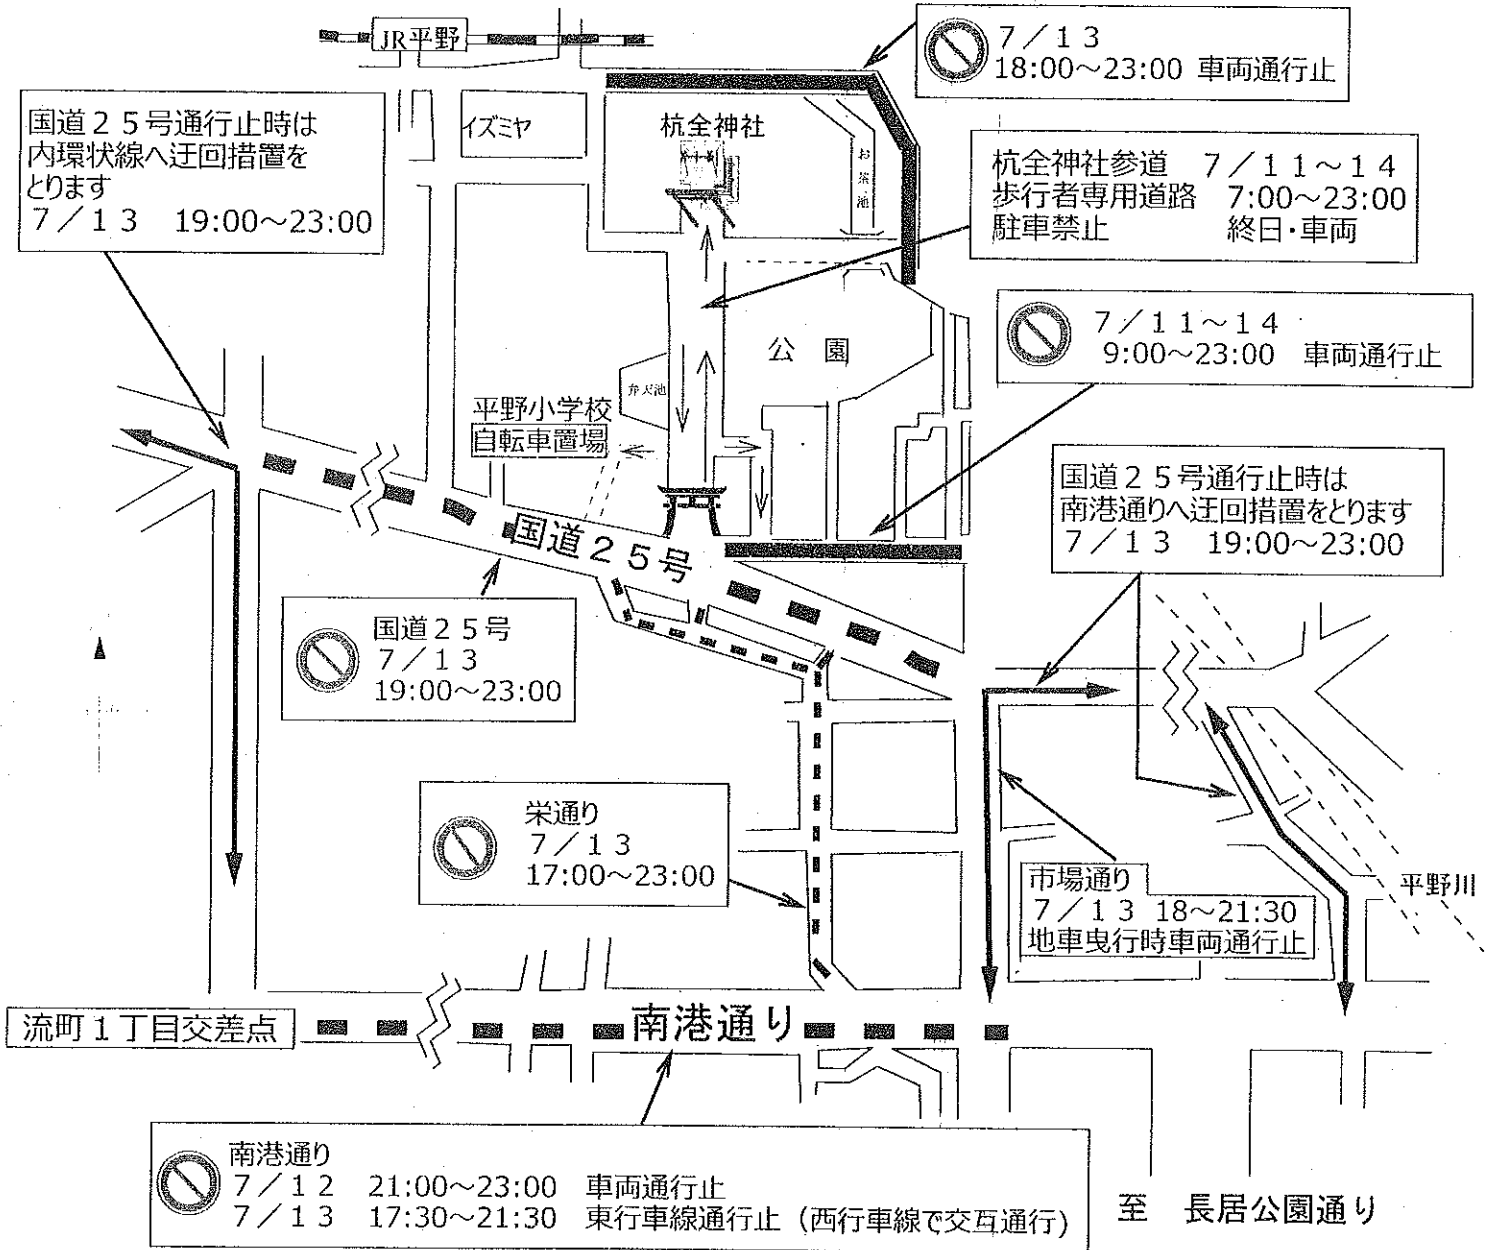 JR平野
7／13
18:00～23:00 車両通行止
国道25号通行止時は
内環状線へ迂回措置を
とります
7／13 19:00～23:00
イズミヤ
杭全神社
お茶池
杭全神社参道 7／11～14
歩行者専用道路 7:00～23:00
駐車禁止 終日・車両
7／11～14
9:00～23:00 車両通行止
公園
弁天池
平野小学校
自転車置場
国道25号通行止時は
南港通りへ迂回措置をとります
7／13 19:00～23:00
国道25号
国道25号
7／13
19:00～23:00
栄通り
7／13
17:00～23:00
市場通り
7／13 18～21:30
地車曳行時車両通行止
平野川
流町1丁目交差点
南港通り
南港通り
7／12 21:00～23:00 車両通行止
7／13 17:30～21:30 東行車線通行止（西行車線で交互通行）
至 長居公園通り